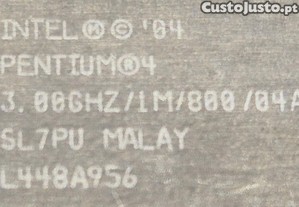 Custojusto.pt
INTEL®© '04
PENTIUM®4
3.00GHZ/1M/800/04A
SL7PU MALAY
L448A956